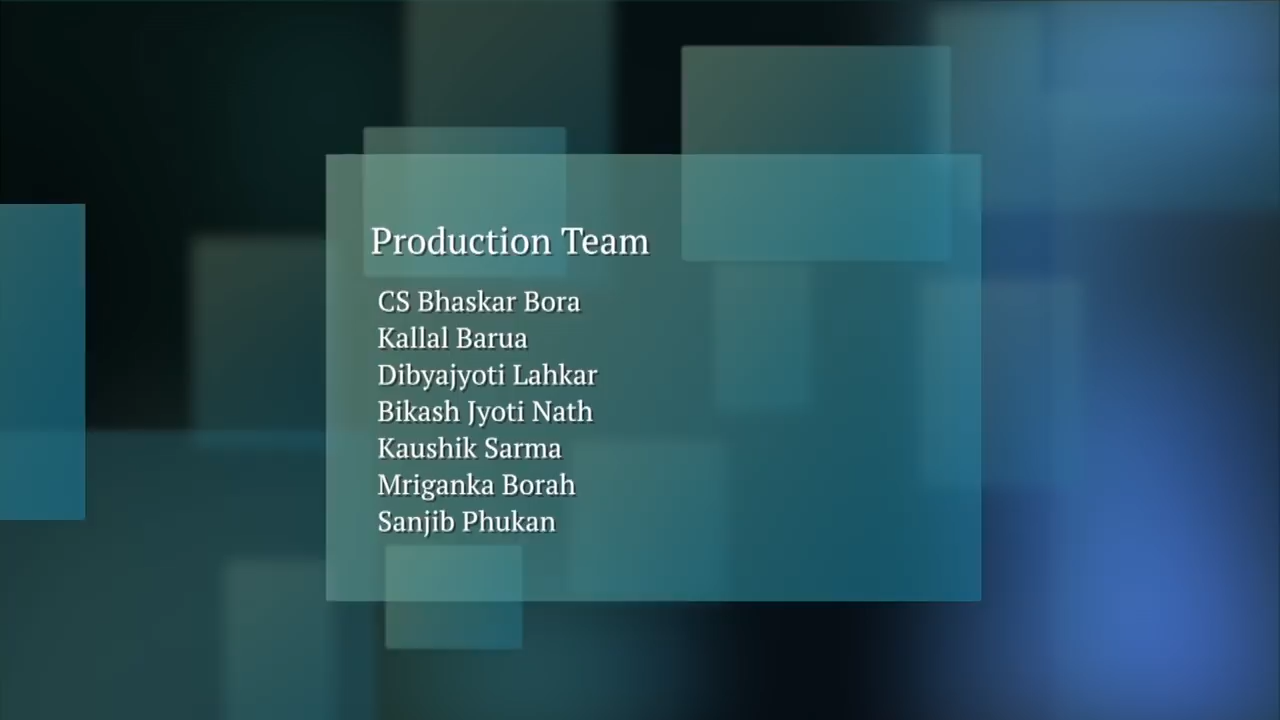 Production Team
CS Bhaskar Bora
Kallal Barua
Dibyajyoti Lahkar
Bikash Jyoti Nath
Kaushik Sarma
Mriganka Borah
Sanjib Phukan